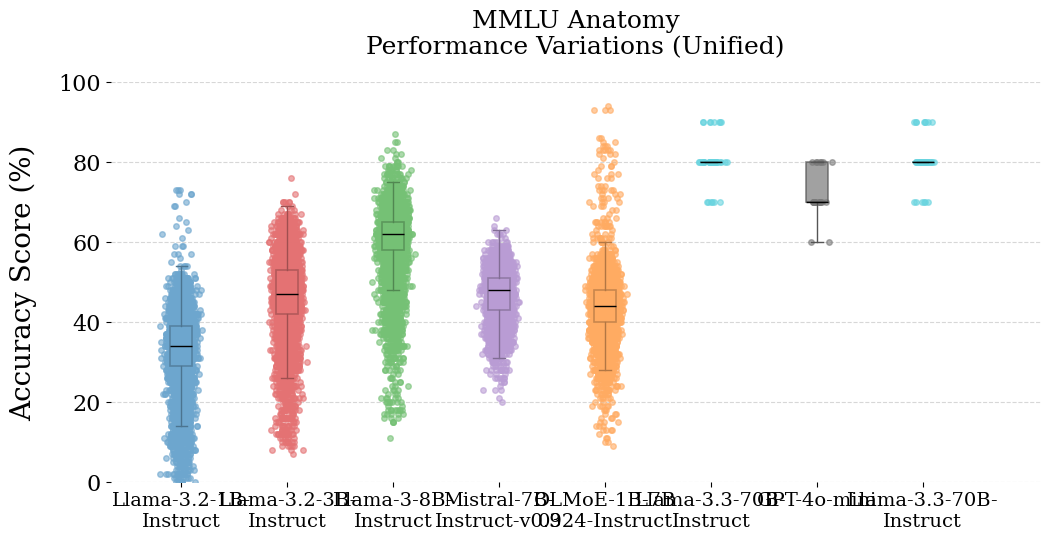 MMLU Anatomy
Performance Variations (Unified)
Accuracy Score (%)
100
80
60
40
20
0
Llama-3.2-1B-
Instruct
Llama-3.2-3B-
Instruct
Llama-3-8B-
Instruct
Mistral-7B-
Instruct-v0.3
OLMoE-1B-7B-
0924-Instruct
Llama-3.3-70B-
Instruct
GPT-4o-mini
Llama-3.3-70B-
Instruct